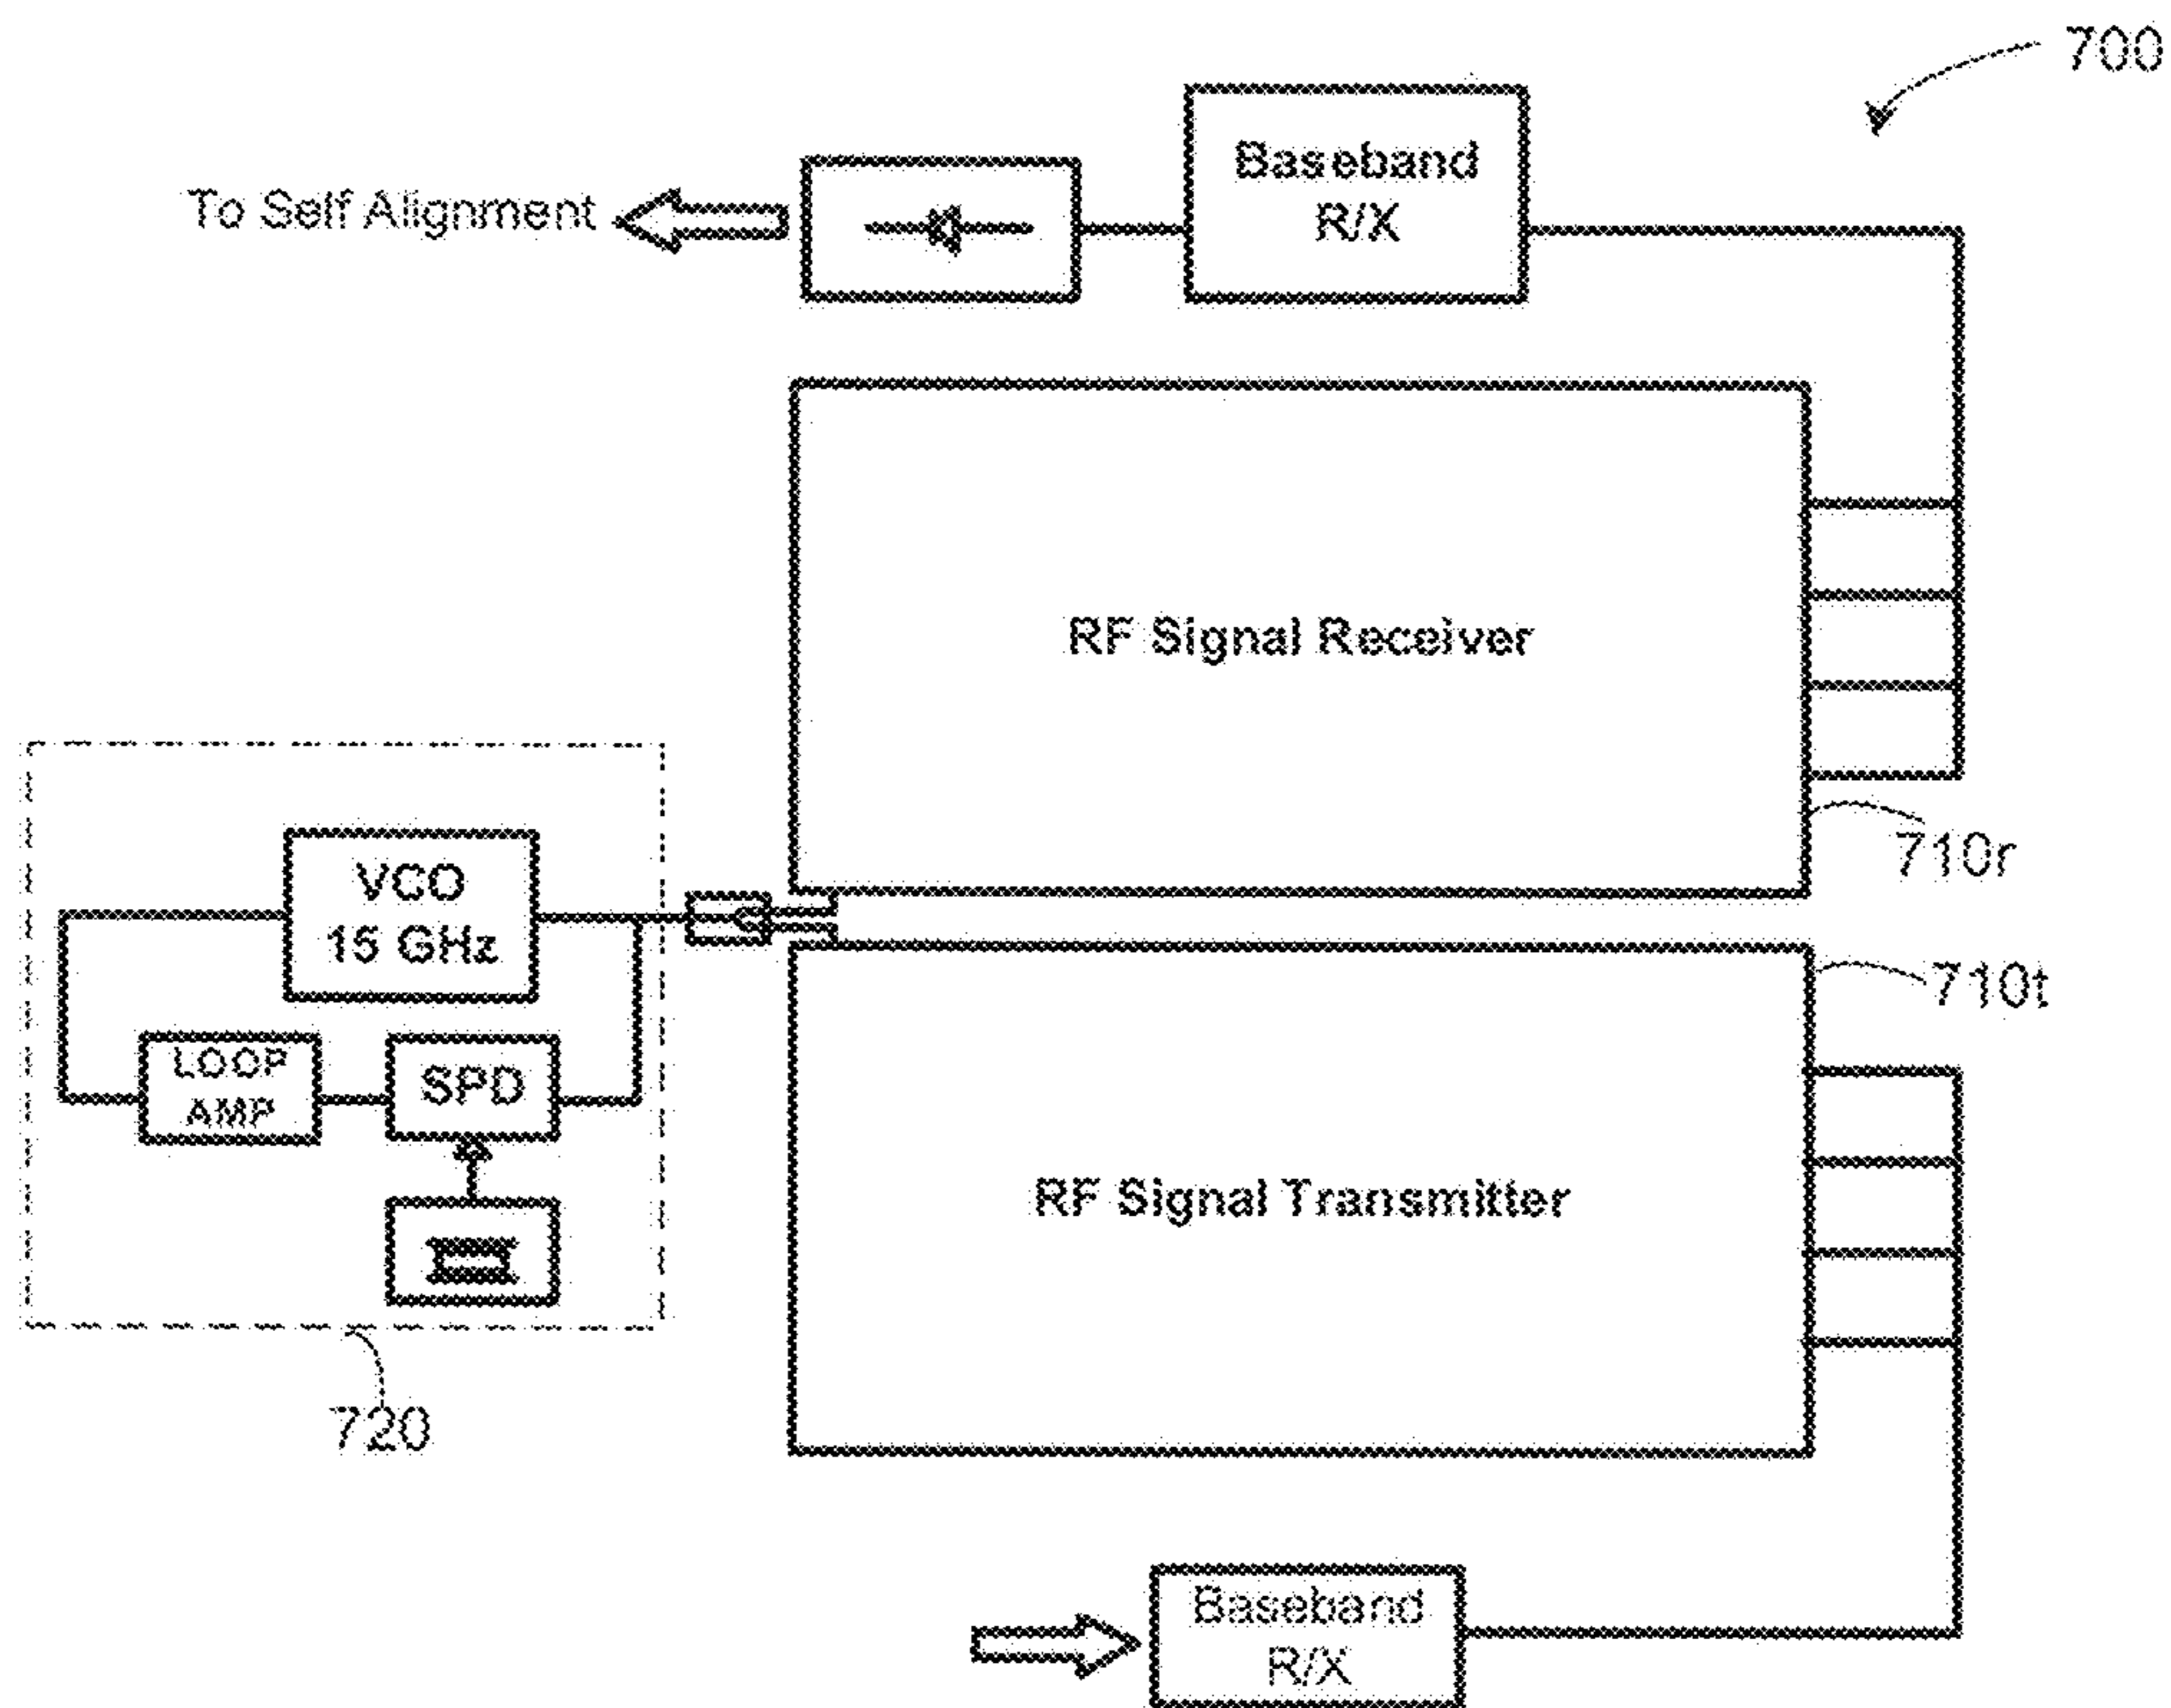 700
Baseband
R/X
To Self Alignment
RF Signal Receiver
710r
VCO
15 GHz
710t
LOOP
AMP
SPD
RF Signal Transmitter
720
Baseband
R/X